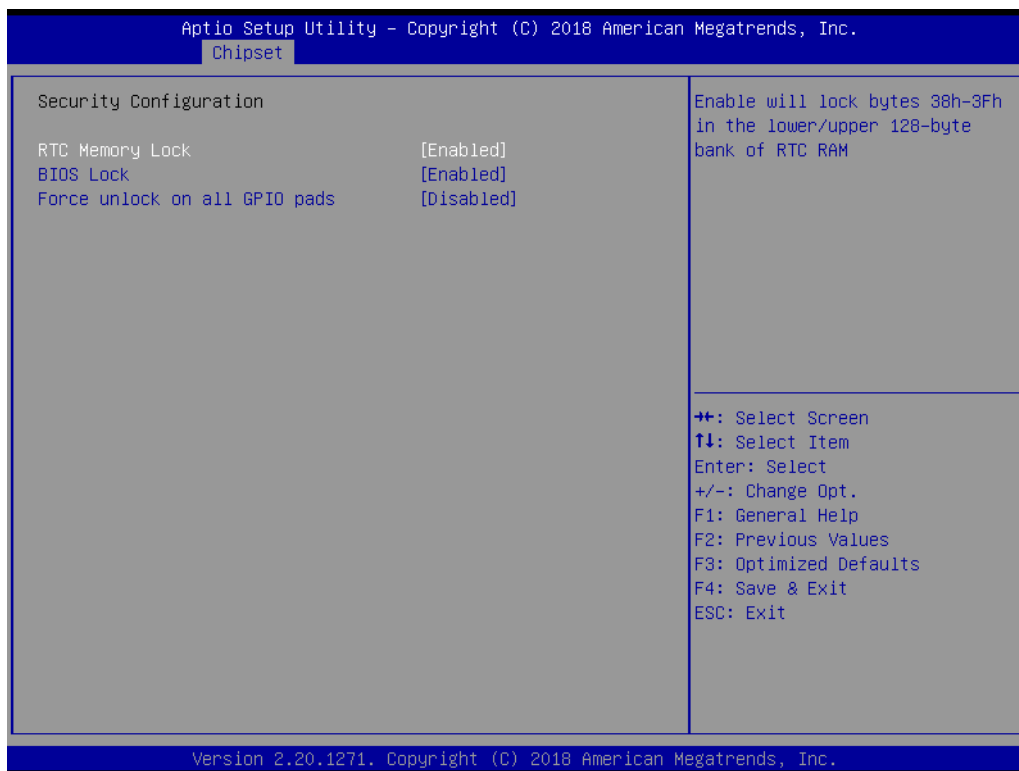 Aptio Setup Utility – Copyright (C) 2018 American Megatrends, Inc.
Chipset
Security Configuration
RTC Memory Lock [Enabled]
BIOS Lock [Enabled]
Force unlock on all GPIO pads [Disabled]
Enable will lock bytes 38h–3Fh
in the lower/upper 128–byte
bank of RTC RAM
→←: Select Screen
↑↓: Select Item
Enter: Select
+/–: Change Opt.
F1: General Help
F2: Previous Values
F3: Optimized Defaults
F4: Save & Exit
ESC: Exit
Version 2.20.1271. Copyright (C) 2018 American Megatrends, Inc.